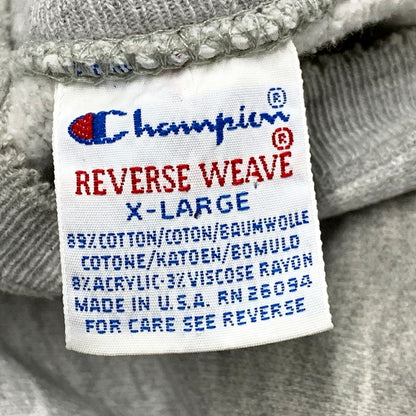 Champion®
REVERSE WEAVE®
X-LARGE
89%COTTON/COTON/BAUMWOLLE
COTONE/KATOEN/BOMULD
8%ACRYLIC·3%VISCOSE RAYON
MADE IN U.S.A. RN 26094
FOR CARE SEE REVERSE